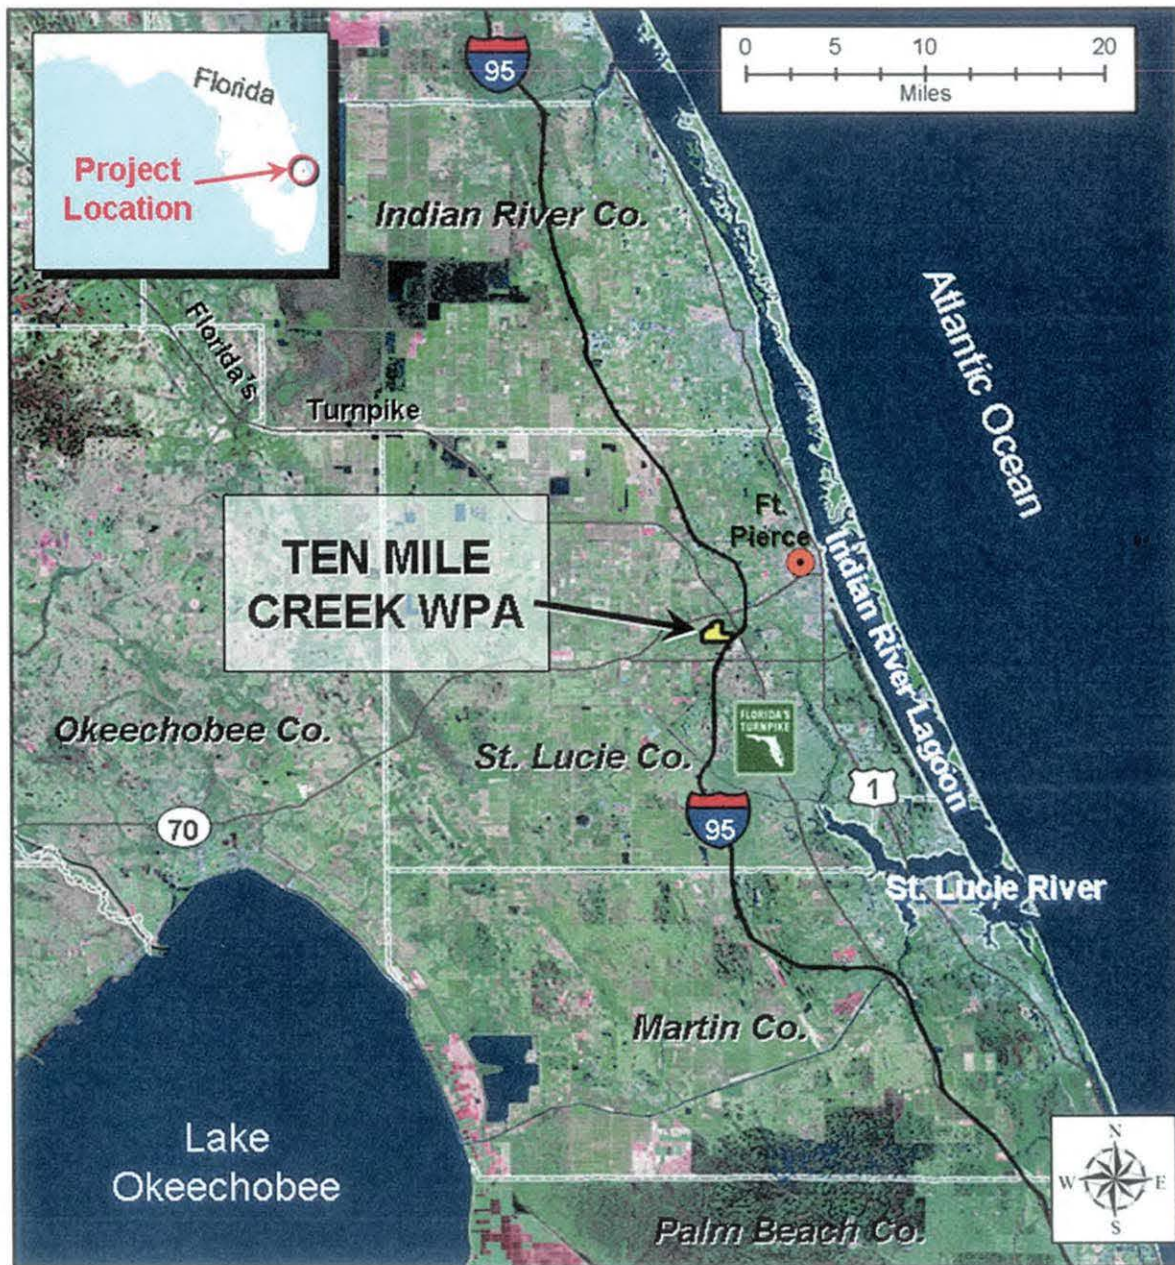 0 5 10 20
Miles
Florida
Project
Location
95
Indian River Co.
Atlantic Ocean
Florida's
Turnpike
Ft.
Pierce
TEN MILE
CREEK WPA
Indian River Lagoon
Okeechobee Co.
St. Lucie Co.
FLORIDA'S
TURNPIKE
1
70
95
St. Lucie River
Martin Co.
Lake
Okeechobee
N
W E
S
Palm Beach Co.